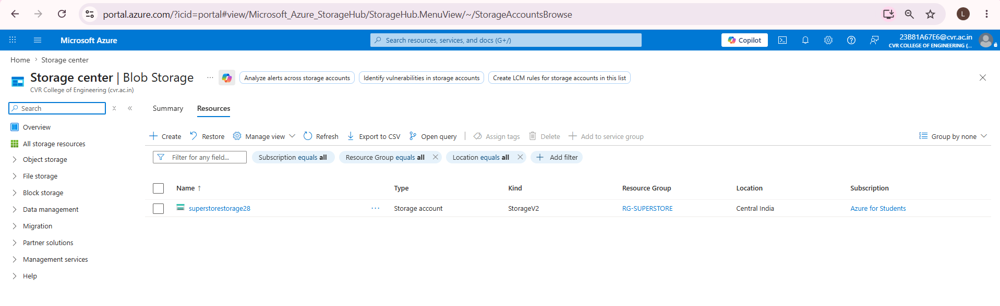 portal.azure.com/?icid=portal#view/Microsoft_Azure_StorageHub/StorageHub.MenuView/~/StorageAccountsBrowse
L
Microsoft Azure
Search resources, services, and docs (G+/)
Copilot
23B81A67E6@cvr.ac.in
CVR COLLEGE OF ENGINEERING (...
Home > Storage center
Storage center | Blob Storage
...
Analyze alerts across storage accounts
Identify vulnerabilities in storage accounts
Create LCM rules for storage accounts in this list
CVR College of Engineering (cvr.ac.in)
Search
Overview
All storage resources
Object storage
File storage
Block storage
Data management
Migration
Partner solutions
Management services
Help
Summary
Resources
Create
Restore
Manage view
Refresh
Export to CSV
Open query
Assign tags
Delete
Add to service group
Group by none
Filter for any field...
Subscription equals all
Resource Group equals all
Location equals all
Add filter
Name ↑ Type Kind Resource Group Location Subscription
superstorestorage28 ... Storage account StorageV2 RG-SUPERSTORE Central India Azure for Students